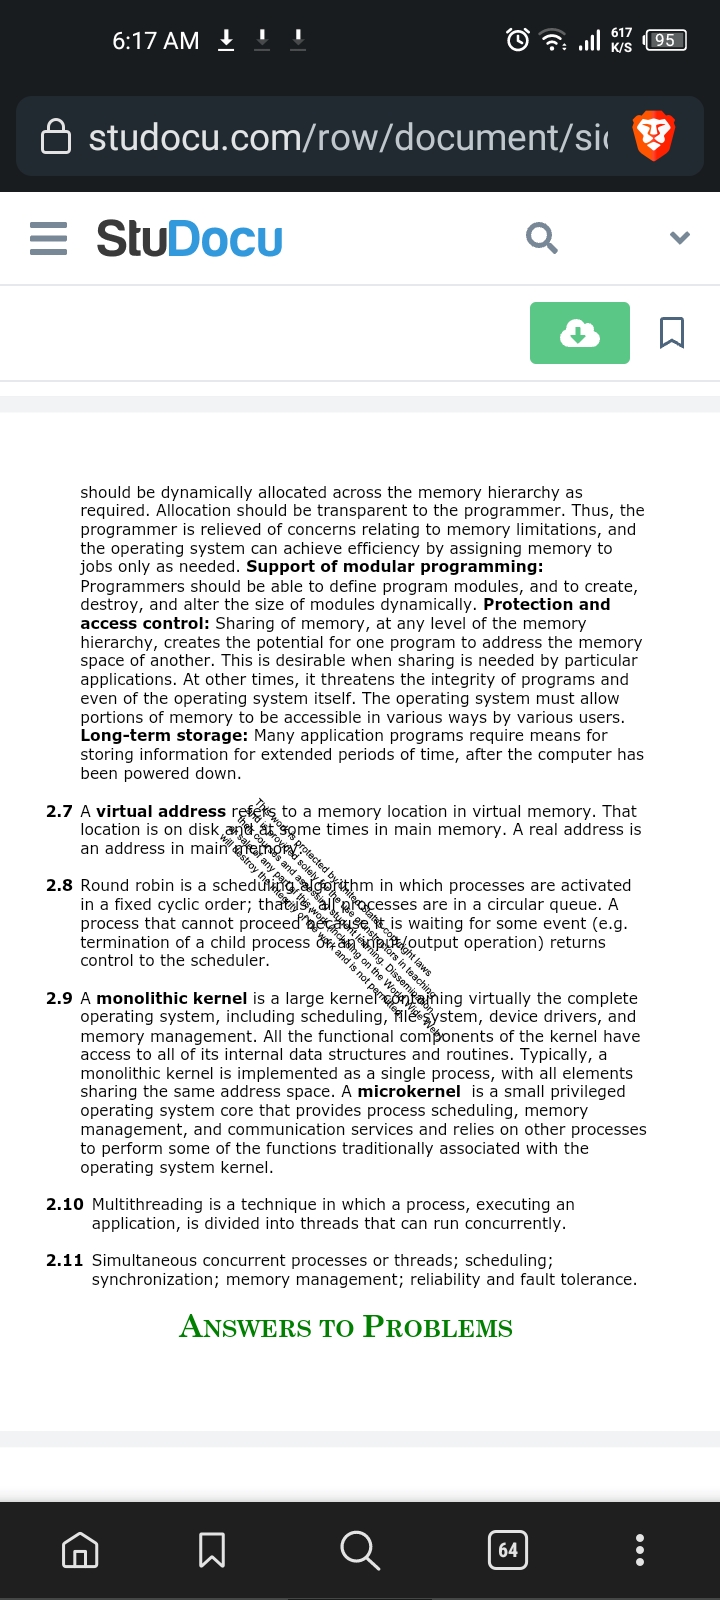 6:17 AM
617
K/S
95
studocu.com/row/document/si
StuDocu
should be dynamically allocated across the memory hierarchy as
required. Allocation should be transparent to the programmer. Thus, the
programmer is relieved of concerns relating to memory limitations, and
the operating system can achieve efficiency by assigning memory to
jobs only as needed. Support of modular programming:
Programmers should be able to define program modules, and to create,
destroy, and alter the size of modules dynamically. Protection and
access control: Sharing of memory, at any level of the memory
hierarchy, creates the potential for one program to address the memory
space of another. This is desirable when sharing is needed by particular
applications. At other times, it threatens the integrity of programs and
even of the operating system itself. The operating system must allow
portions of memory to be accessible in various ways by various users.
Long-term storage: Many application programs require means for
storing information for extended periods of time, after the computer has
been powered down.
2.7 A virtual address refers to a memory location in virtual memory. That
location is on disk and at some times in main memory. A real address is
an address in main memory.
2.8 Round robin is a scheduling algorithm in which processes are activated
in a fixed cyclic order; that is, all processes are in a circular queue. A
process that cannot proceed because it is waiting for some event (e.g.
termination of a child process or an input/output operation) returns
control to the scheduler.
2.9 A monolithic kernel is a large kernel containing virtually the complete
operating system, including scheduling, file system, device drivers, and
memory management. All the functional components of the kernel have
access to all of its internal data structures and routines. Typically, a
monolithic kernel is implemented as a single process, with all elements
sharing the same address space. A microkernel is a small privileged
operating system core that provides process scheduling, memory
management, and communication services and relies on other processes
to perform some of the functions traditionally associated with the
operating system kernel.
2.10 Multithreading is a technique in which a process, executing an
application, is divided into threads that can run concurrently.
2.11 Simultaneous concurrent processes or threads; scheduling;
synchronization; memory management; reliability and fault tolerance.
This work is protected by United States copyright laws
and is provided solely for the use of instructors in teaching
their courses and assessing student learning. Dissemination
or sale of any part of this work (including on the World Wide Web)
will destroy the integrity of the work and is not permitted.
ANSWERS TO PROBLEMS
64